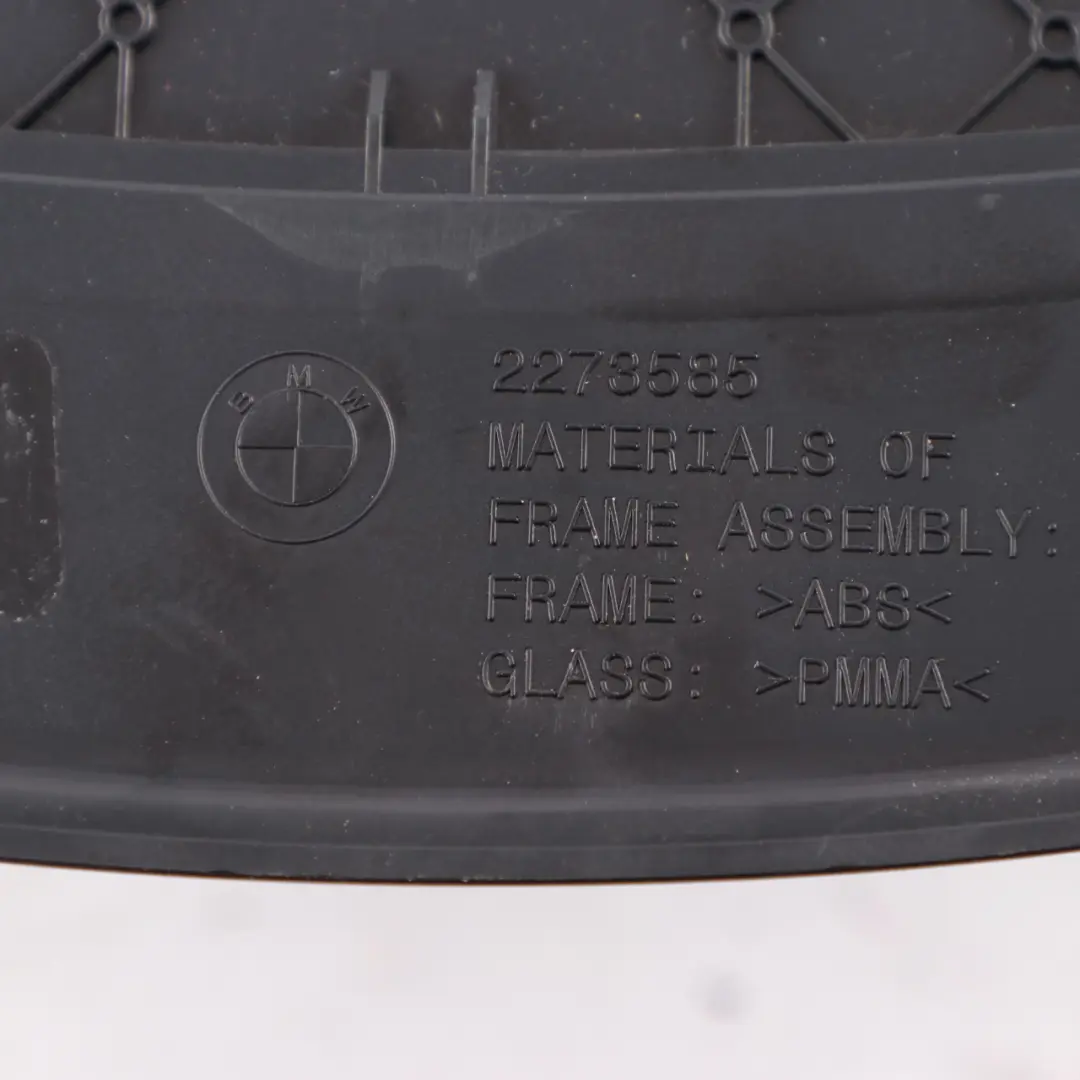 BMW
2273585
MATERIALS OF
FRAME ASSEMBLY:
FRAME: >ABS<
GLASS: >PMMA<